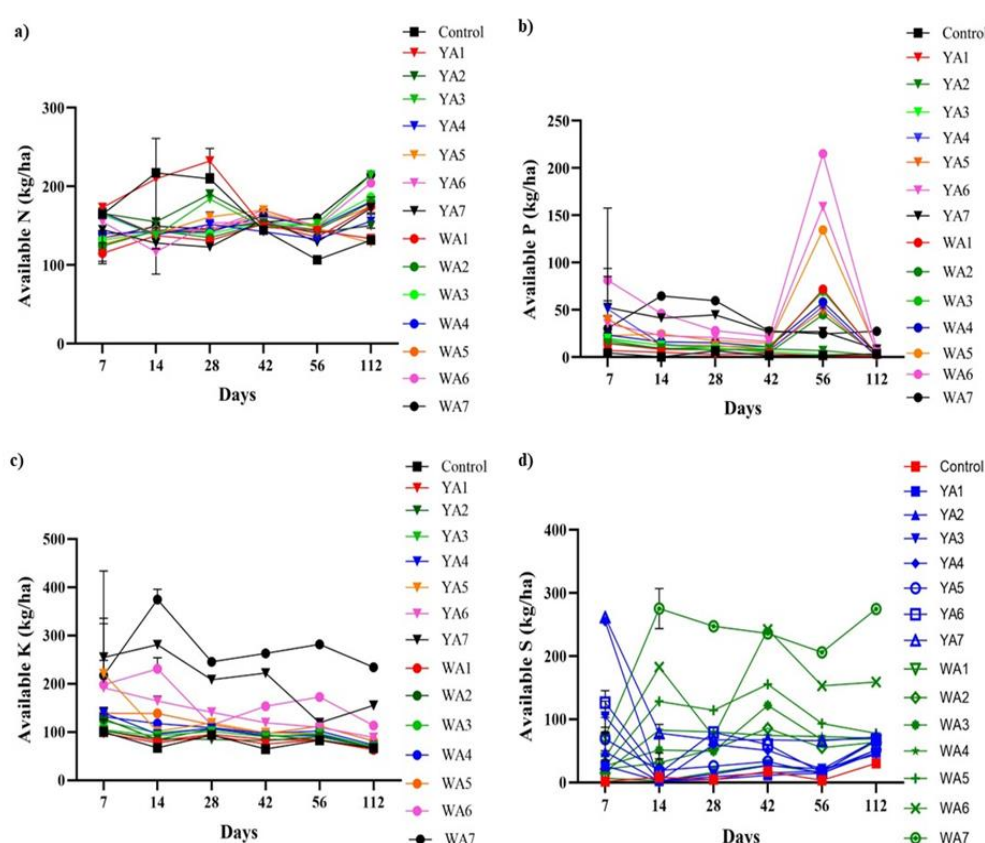 a)
Control
YA1
YA2
YA3
YA4
YA5
YA6
YA7
WA1
WA2
WA3
WA4
WA5
WA6
WA7
Available N (kg/ha)
300
200
100
0
7 14 28 42 56 112
Days
b)
Control
YA1
YA2
YA3
YA4
YA5
YA6
YA7
WA1
WA2
WA3
WA4
WA5
WA6
WA7
Available P (kg/ha)
250
200
150
100
50
0
7 14 28 42 56 112
Days
c)
Control
YA1
YA2
YA3
YA4
YA5
YA6
YA7
WA1
WA2
WA3
WA4
WA5
WA6
WA7
Available K (kg/ha)
500
400
300
200
100
0
7 14 28 42 56 112
Days
d)
Control
YA1
YA2
YA3
YA4
YA5
YA6
YA7
WA1
WA2
WA3
WA4
WA5
WA6
WA7
Available S (kg/ha)
400
300
200
100
0
7 14 28 42 56 112
Days